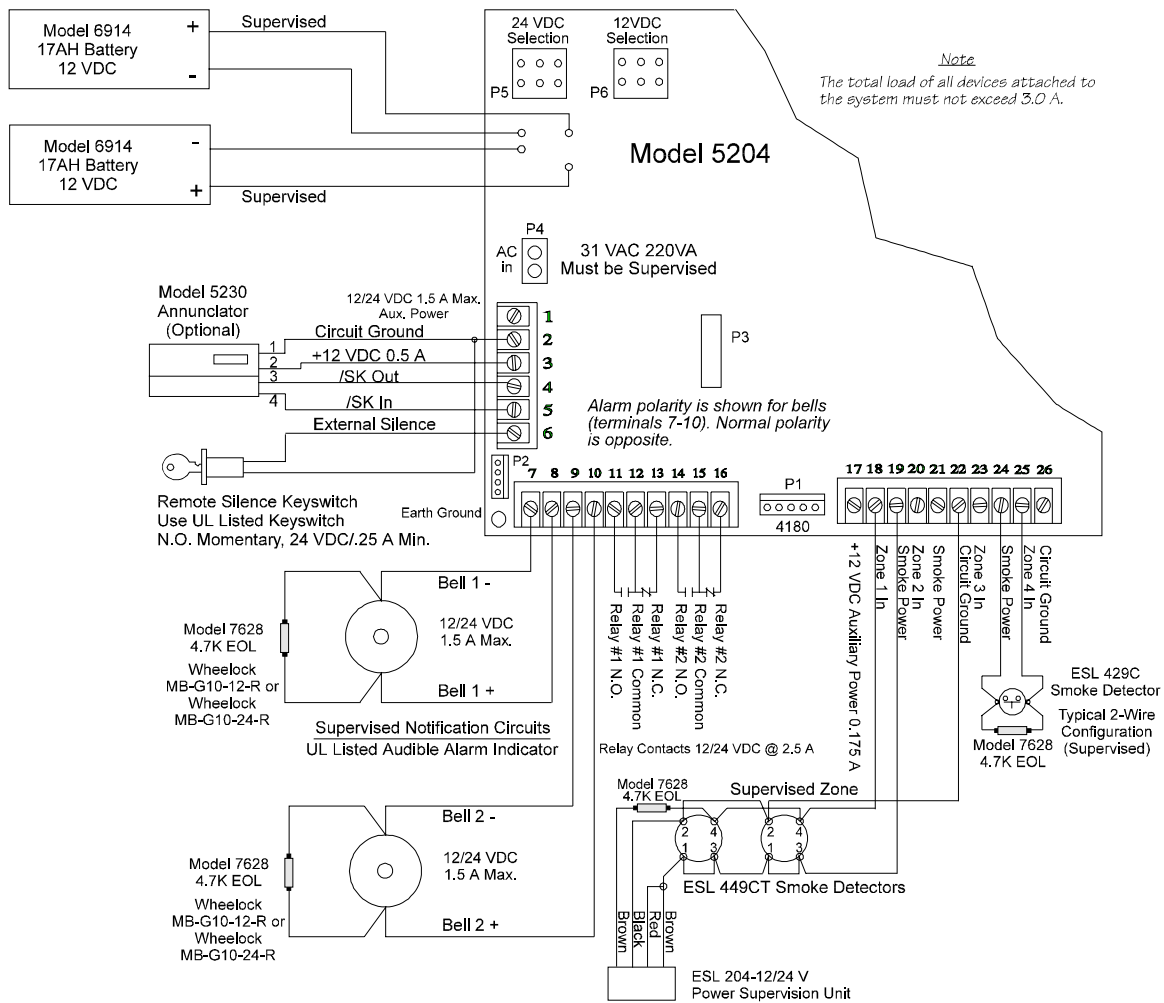 Model 6914
17AH Battery
12 VDC
+
-
Supervised
Model 6914
17AH Battery
12 VDC
-
+
Supervised
24 VDC
Selection
P5
12VDC
Selection
P6
Note
The total load of all devices attached to
the system must not exceed 3.0 A.
Model 5204
P4
AC
in
31 VAC 220VA
Must be Supervised
P3
Model 5230
Annunciator
(Optional)
12/24 VDC 1.5 A Max.
Aux. Power
Circuit Ground
+12 VDC 0.5 A
/SK Out
/SK In
External Silence
1
2
3
4
1
2
3
4
5
6
Alarm polarity is shown for bells
(terminals 7-10). Normal polarity
is opposite.
Remote Silence Keyswitch
Use UL Listed Keyswitch
N.O. Momentary, 24 VDC/.25 A Min.
P2
Earth Ground
7 8 9 10 11 12 13 14 15 16
P1
4180
17 18 19 20 21 22 23 24 25 26
Bell 1 -
12/24 VDC
1.5 A Max.
Bell 1 +
Model 7628
4.7K EOL
Wheelock
MB-G10-12-R or
Wheelock
MB-G10-24-R
Supervised Notification Circuits
UL Listed Audible Alarm Indicator
Relay #1 N.O.
Relay #1 Common
Relay #1 N.C.
Relay #2 N.O.
Relay #2 Common
Relay #2 N.C.
Relay Contacts 12/24 VDC @ 2.5 A
+12 VDC Auxiliary Power 0.175 A
Zone 1 In
Smoke Power
Zone 2 In
Smoke Power
Circuit Ground
Zone 3 In
Smoke Power
Zone 4 In
Circuit Ground
ESL 429C
Smoke Detector
Typical 2-Wire
Configuration
(Supervised)
Model 7628
4.7K EOL
Bell 2 -
12/24 VDC
1.5 A Max.
Bell 2 +
Model 7628
4.7K EOL
Wheelock
MB-G10-12-R or
Wheelock
MB-G10-24-R
Model 7628
4.7K EOL
Supervised Zone
2 4
1 3
2 4
1 3
ESL 449CT Smoke Detectors
Brown
Black
Red
Brown
ESL 204-12/24 V
Power Supervision Unit